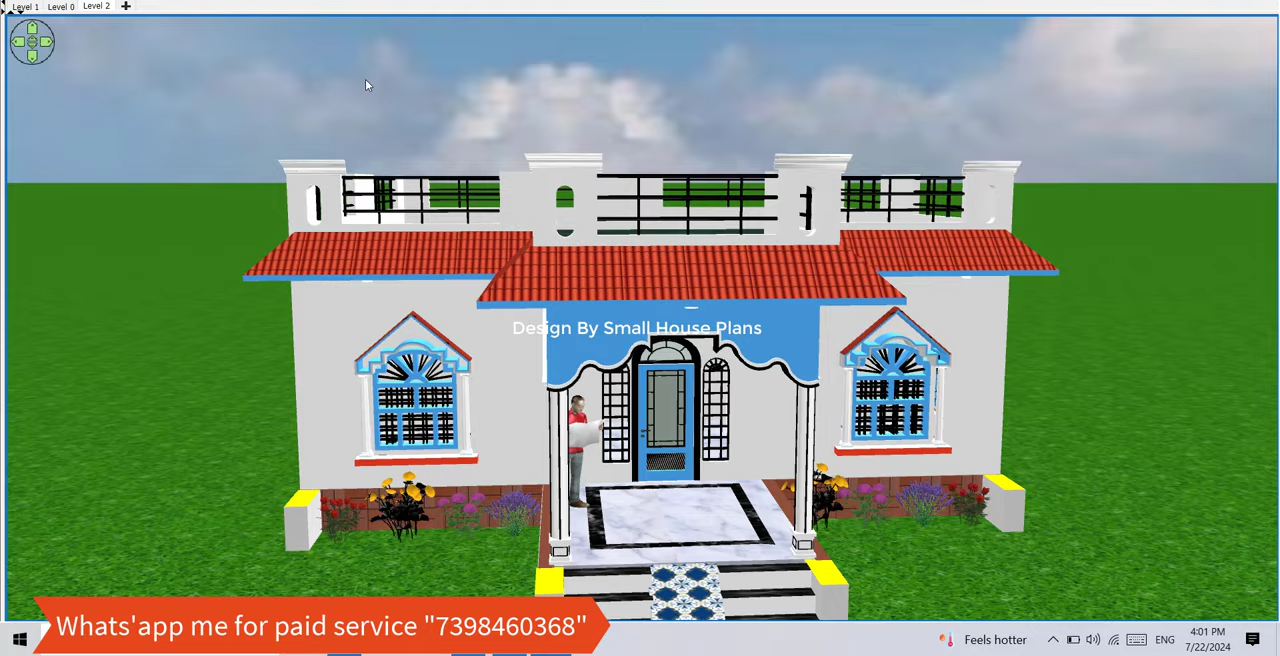 Level 1 Level 0 Level 2
Design By Small House Plans
Whats'app me for paid service "7398460368"
Feels hotter
ENG
4:01 PM
7/22/2024